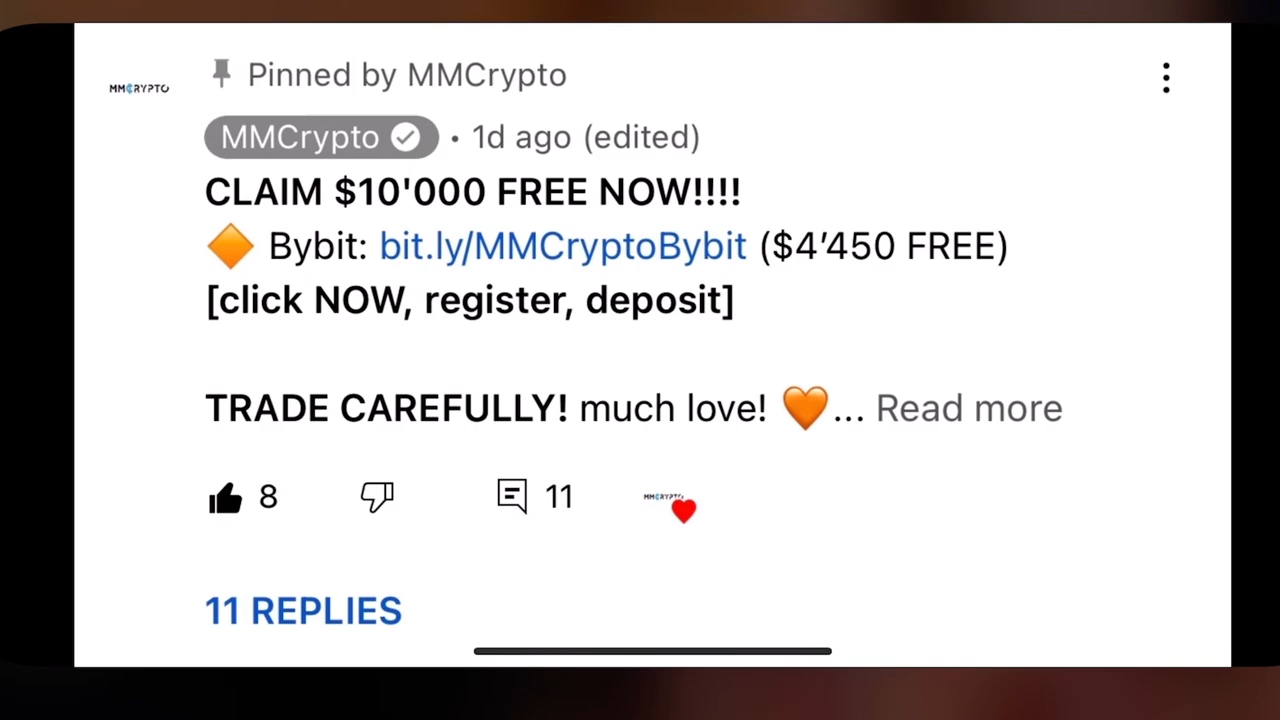 Pinned by MMCrypto
MMCRYPTO
MMCrypto • 1d ago (edited)
CLAIM $10'000 FREE NOW!!!!
🔶 Bybit: bit.ly/MMCryptoBybit ($4’450 FREE)
[click NOW, register, deposit]
TRADE CAREFULLY! much love! 🧡... Read more
8 11 MMCRYPTO
11 REPLIES